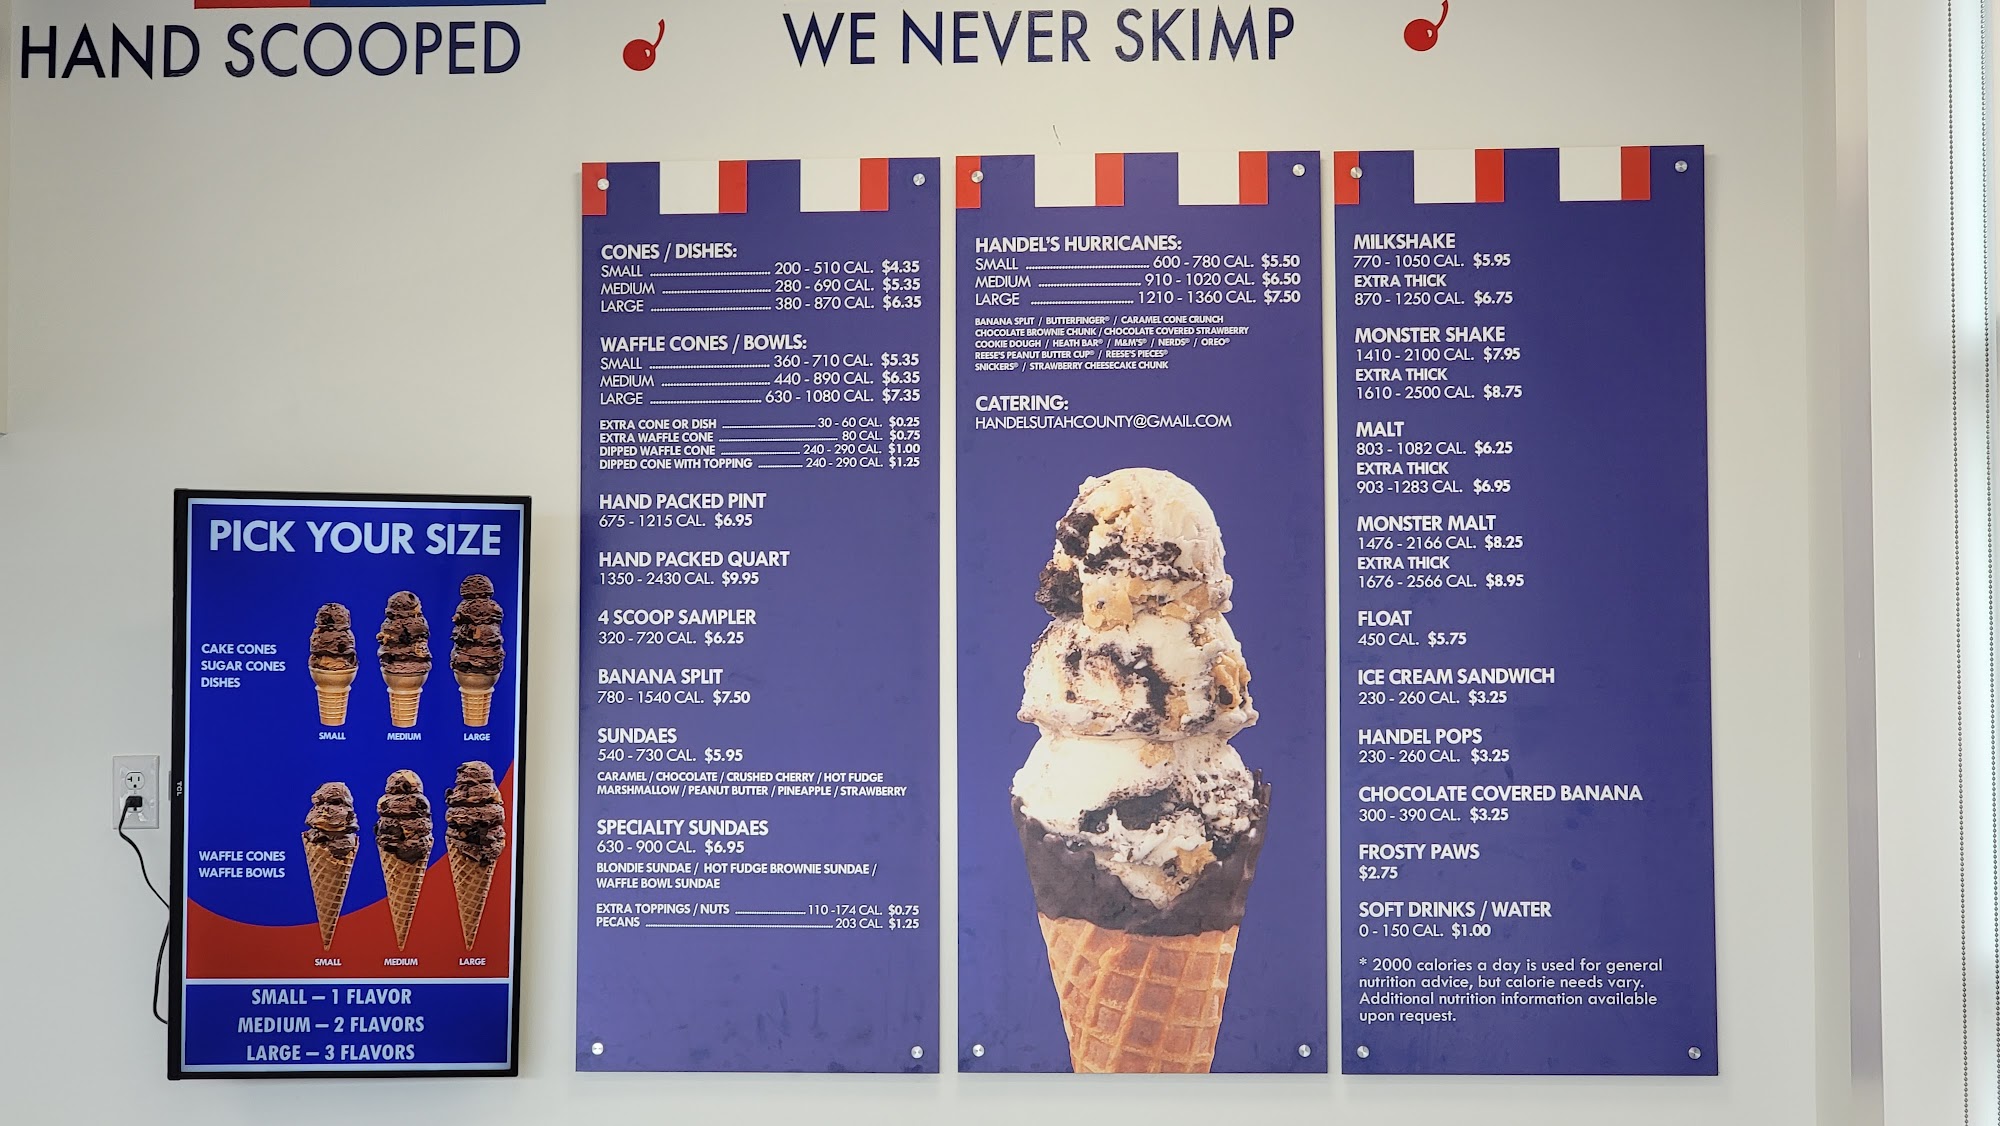 HAND SCOOPED
WE NEVER SKIMP
PICK YOUR SIZE
CAKE CONES
SUGAR CONES
DISHES
SMALL MEDIUM LARGE
WAFFLE CONES
WAFFLE BOWLS
SMALL MEDIUM LARGE
SMALL – 1 FLAVOR
MEDIUM – 2 FLAVORS
LARGE – 3 FLAVORS
TCL
CONES / DISHES:
SMALL 200 - 510 CAL. $4.35
MEDIUM 280 - 690 CAL. $5.35
LARGE 380 - 870 CAL. $6.35
WAFFLE CONES / BOWLS:
SMALL 360 - 710 CAL. $5.35
MEDIUM 440 - 890 CAL. $6.35
LARGE 630 - 1080 CAL. $7.35
EXTRA CONE OR DISH 30 - 60 CAL. $0.25
EXTRA WAFFLE CONE 80 CAL. $0.75
DIPPED WAFFLE CONE 240 - 290 CAL. $1.00
DIPPED CONE WITH TOPPING 240 - 290 CAL. $1.25
HAND PACKED PINT
675 - 1215 CAL. $6.95
HAND PACKED QUART
1350 - 2430 CAL. $9.95
4 SCOOP SAMPLER
320 - 720 CAL. $6.25
BANANA SPLIT
780 - 1540 CAL. $7.50
SUNDAES
540 - 730 CAL. $5.95
CARAMEL / CHOCOLATE / CRUSHED CHERRY / HOT FUDGE
MARSHMALLOW / PEANUT BUTTER / PINEAPPLE / STRAWBERRY
SPECIALTY SUNDAES
630 - 900 CAL. $6.95
BLONDIE SUNDAE / HOT FUDGE BROWNIE SUNDAE /
WAFFLE BOWL SUNDAE
EXTRA TOPPINGS / NUTS 110 -174 CAL. $0.75
PECANS 203 CAL. $1.25
HANDEL'S HURRICANES:
SMALL 600 - 780 CAL. $5.50
MEDIUM 910 - 1020 CAL. $6.50
LARGE 1210 - 1360 CAL. $7.50
BANANA SPLIT / BUTTERFINGER® / CARAMEL CONE CRUNCH
CHOCOLATE BROWNIE CHUNK / CHOCOLATE COVERED STRAWBERRY
COOKIE DOUGH / HEATH BAR® / M&M'S® / NERDS® / OREO®
REESE'S PEANUT BUTTER CUP® / REESE'S PIECES®
SNICKERS® / STRAWBERRY CHEESECAKE CHUNK
CATERING:
HANDELSUTAHCOUNTY@GMAIL.COM
MILKSHAKE
770 - 1050 CAL. $5.95
EXTRA THICK
870 - 1250 CAL. $6.75
MONSTER SHAKE
1410 - 2100 CAL. $7.95
EXTRA THICK
1610 - 2500 CAL. $8.75
MALT
803 - 1082 CAL. $6.25
EXTRA THICK
903 -1283 CAL. $6.95
MONSTER MALT
1476 - 2166 CAL. $8.25
EXTRA THICK
1676 - 2566 CAL. $8.95
FLOAT
450 CAL. $5.75
ICE CREAM SANDWICH
230 - 260 CAL. $3.25
HANDEL POPS
230 - 260 CAL. $3.25
CHOCOLATE COVERED BANANA
300 - 390 CAL. $3.25
FROSTY PAWS
$2.75
SOFT DRINKS / WATER
0 - 150 CAL. $1.00
* 2000 calories a day is used for general
nutrition advice, but calorie needs vary.
Additional nutrition information available
upon request.